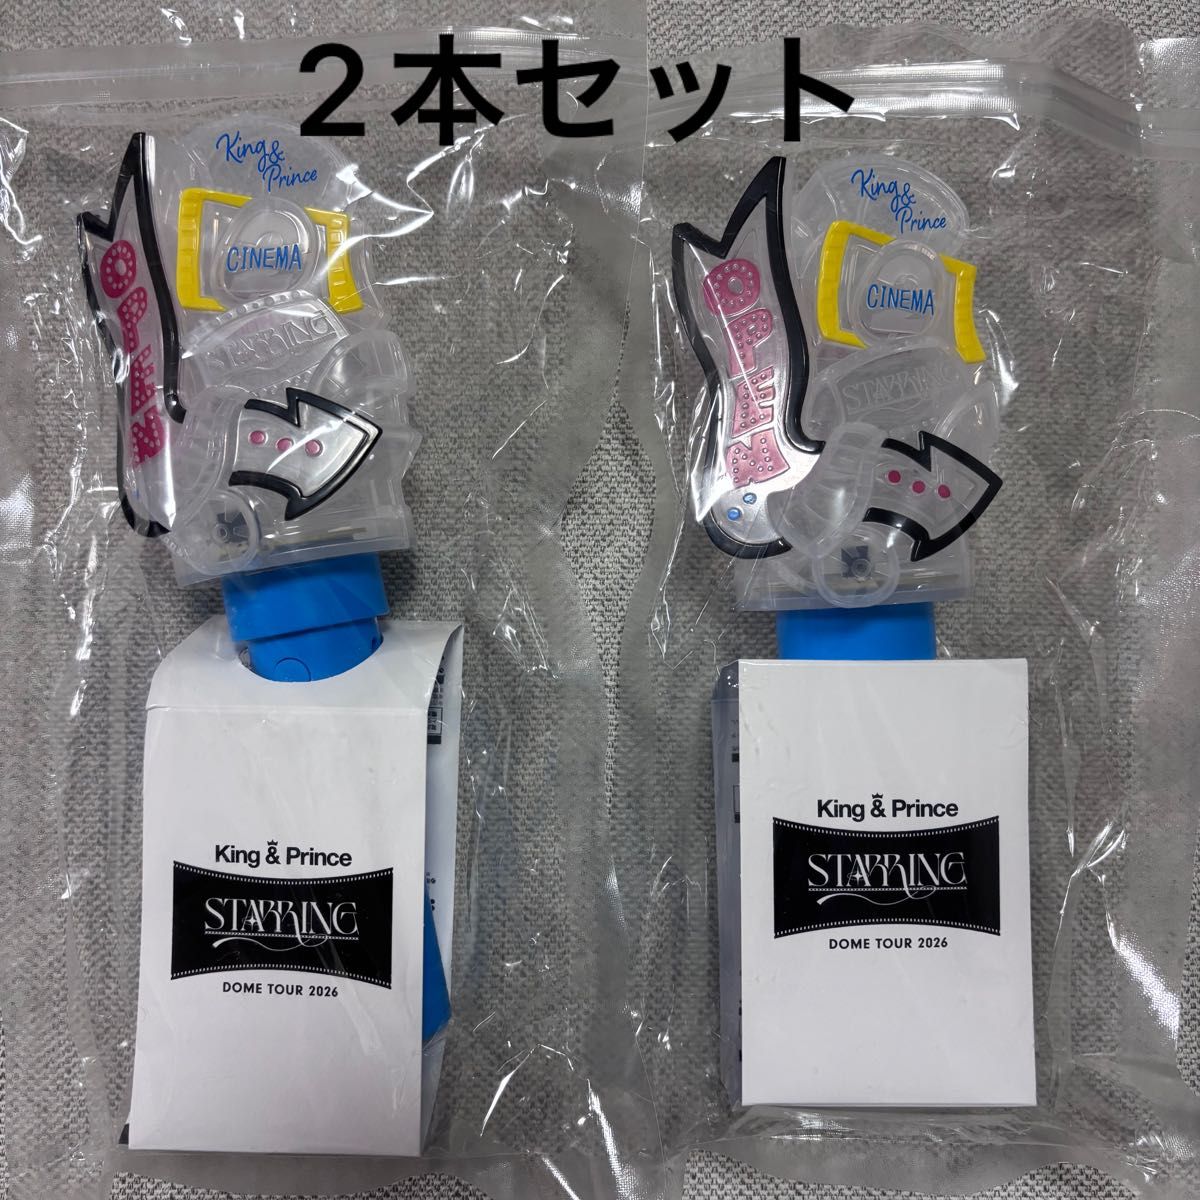 2本セット
King&
Prince
CINEMA
OPEN
STARRING
King & Prince
STARRING
DOME TOUR 2026
King&
Prince
CINEMA
OPEN
STARRING
King & Prince
STARRING
DOME TOUR 2026